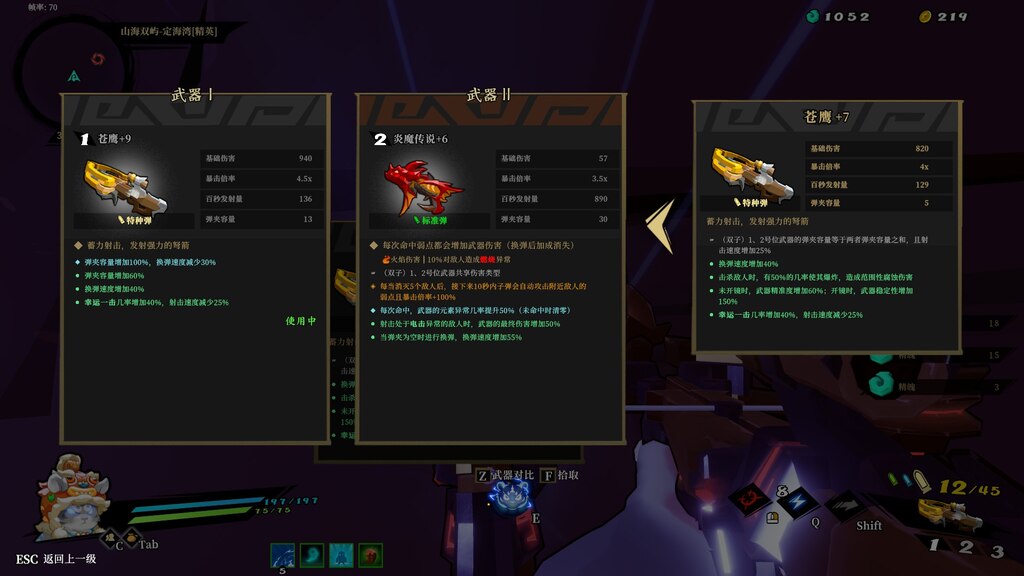 帧率: 70
山海双屿-定海湾[精英]
1052
219
武器 I
1 苍鹰+9
基础伤害 940
暴击倍率 4.5x
百秒发射量 136
弹夹容量 13
特种弹
蓄力射击，发射强力的弩箭
弹夹容量增加100%，换弹速度减少30%
弹夹容量增加60%
换弹速度增加40%
幸运一击几率增加40%，射击速度减少25%
使用中
武器 II
2 炎魔传说+6
基础伤害 57
暴击倍率 3.5x
百秒发射量 890
弹夹容量 30
标准弹
每次命中弱点都会增加武器伤害（换弹后加成消失）
火焰伤害 | 10%对敌人造成燃烧异常
（双子）1、2号位武器共享伤害类型
每当消灭5个敌人后，接下来10秒内子弹会自动攻击附近敌人的
弱点且暴击倍率+100%
每次命中，武器的元素异常几率提升50%（未命中时清零）
射击处于电击异常的敌人时，武器的最终伤害增加50%
当弹夹为空时进行换弹，换弹速度增加55%
苍鹰 +7
基础伤害 820
暴击倍率 4x
百秒发射量 129
弹夹容量 5
特种弹
蓄力射击，发射强力的弩箭
（双子）1、2号位武器的弹夹容量等于两者弹夹容量之和，且射
击速度增加25%
换弹速度增加40%
击杀敌人时，有50%的几率使其爆炸，造成范围性腐蚀伤害
未开镜时，武器精准度增加60%；开镜时，武器稳定性增加
150%
幸运一击几率增加40%，射击速度减少25%
18
精魄 15
精魄 3
Z 武器对比 F 拾取
E
197/197
75/75
C Tab
ESC 返回上一级
5
8
Q
Shift
12/45
1 2 3